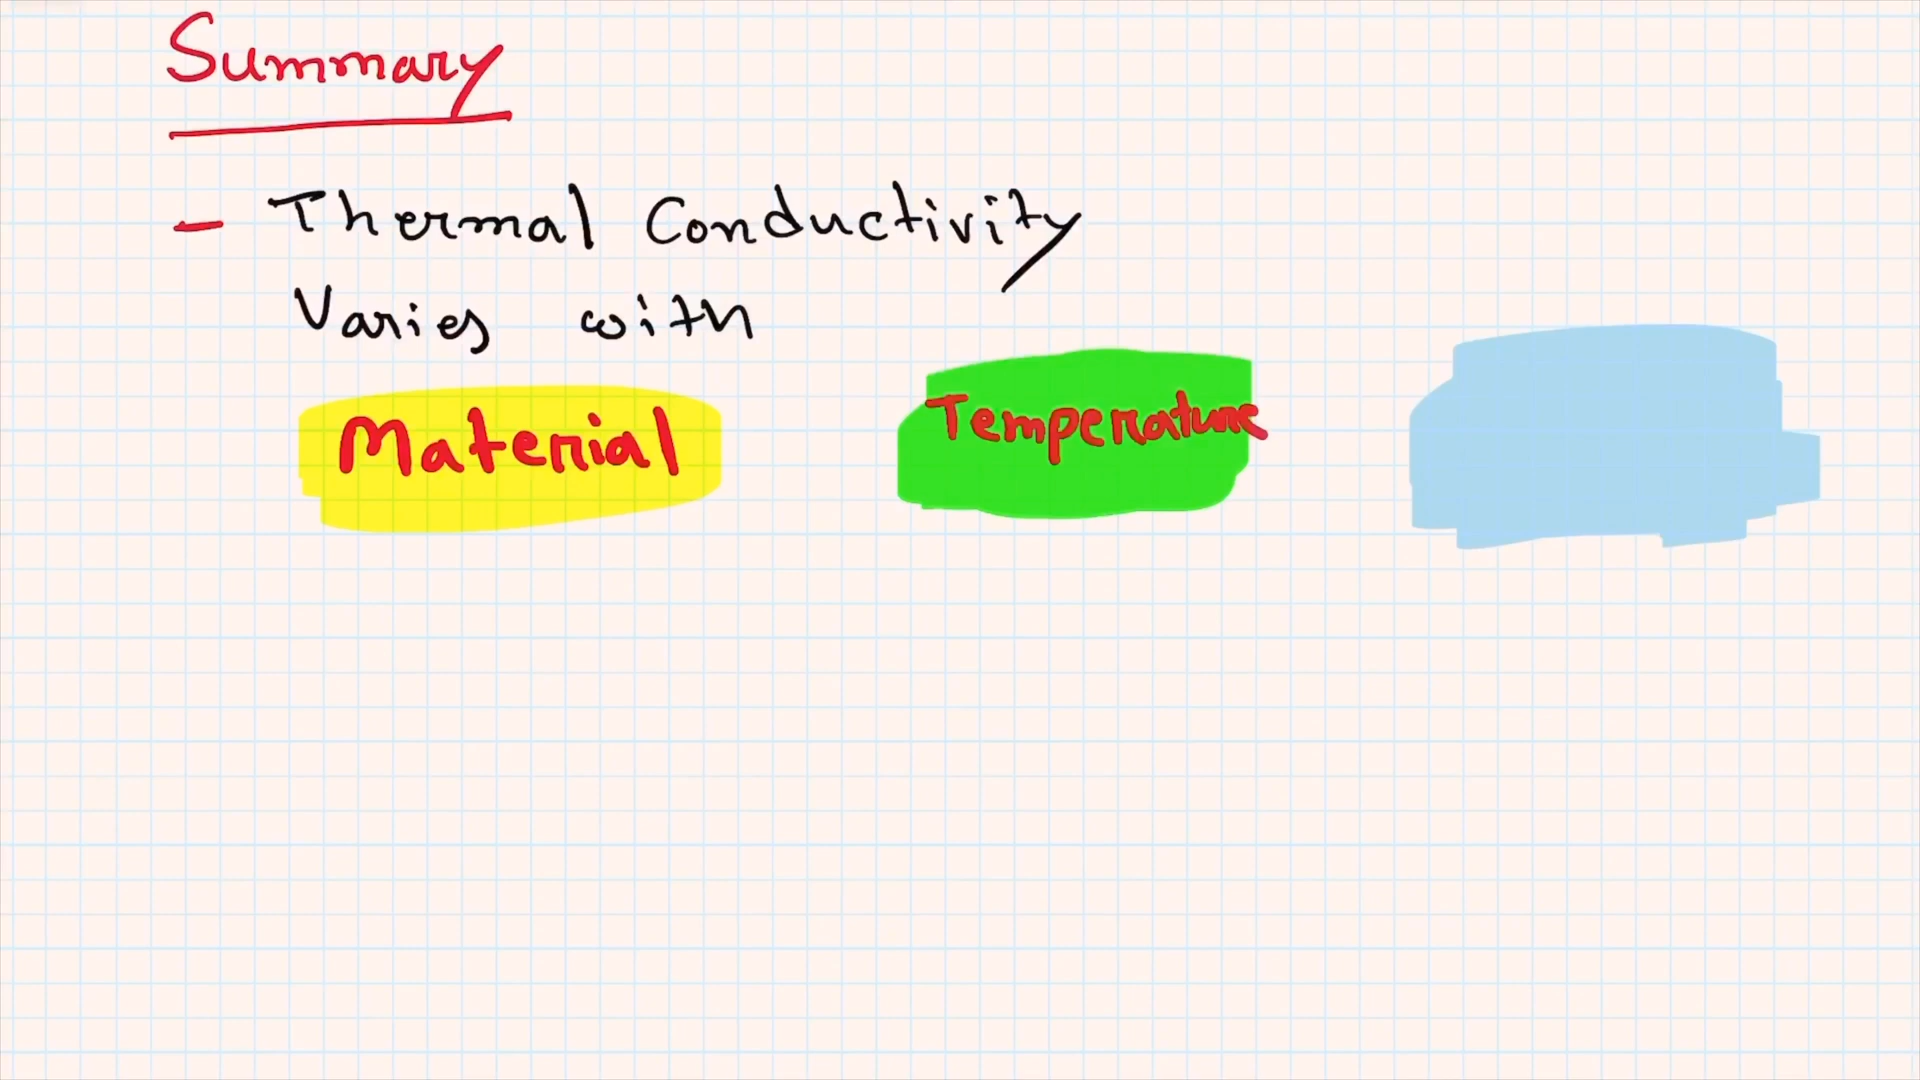 Summary
- Thermal Conductivity
Varies with
Material Temperature